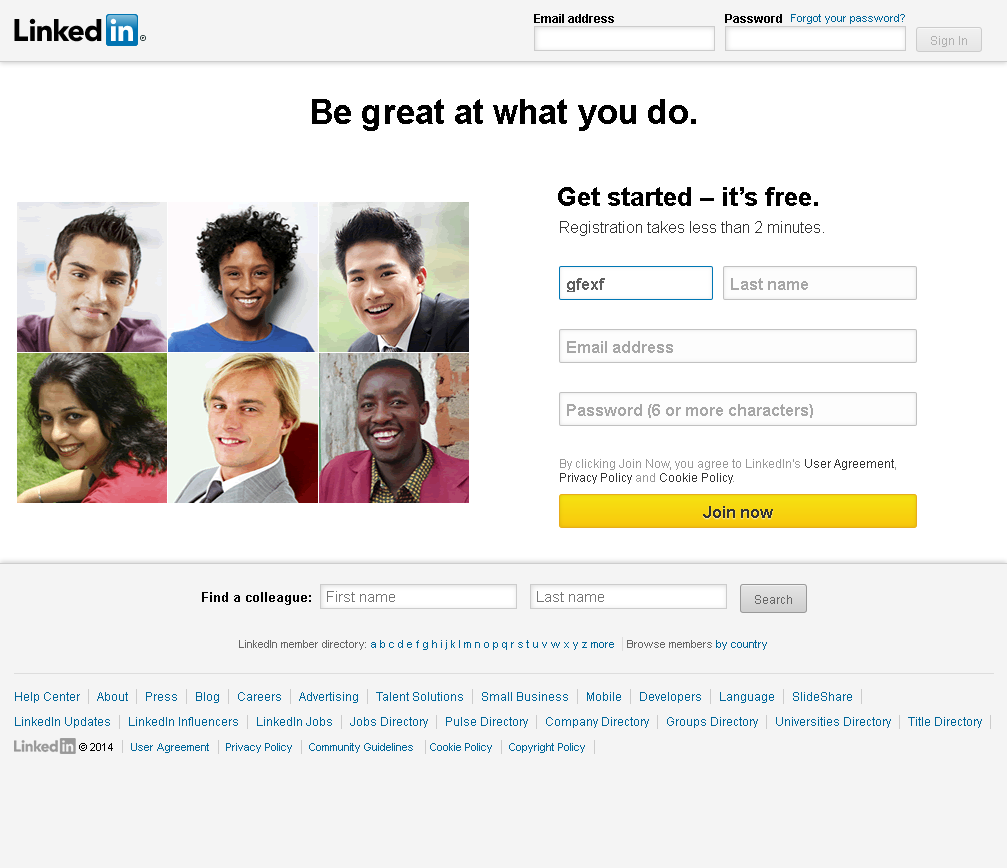 Linked in®
Email address
Password Forgot your password?
Sign In
Be great at what you do.
Get started – it's free.
Registration takes less than 2 minutes.
gfexf Last name
Email address
Password (6 or more characters)
By clicking Join Now, you agree to LinkedIn's User Agreement,
Privacy Policy and Cookie Policy.
Join now
Find a colleague: First name Last name Search
LinkedIn member directory: a b c d e f g h i j k l m n o p q r s t u v w x y z more Browse members by country
Help Center About Press Blog Careers Advertising Talent Solutions Small Business Mobile Developers Language SlideShare
LinkedIn Updates LinkedIn Influencers LinkedIn Jobs Jobs Directory Pulse Directory Company Directory Groups Directory Universities Directory Title Directory
Linked in © 2014 User Agreement Privacy Policy Community Guidelines Cookie Policy Copyright Policy